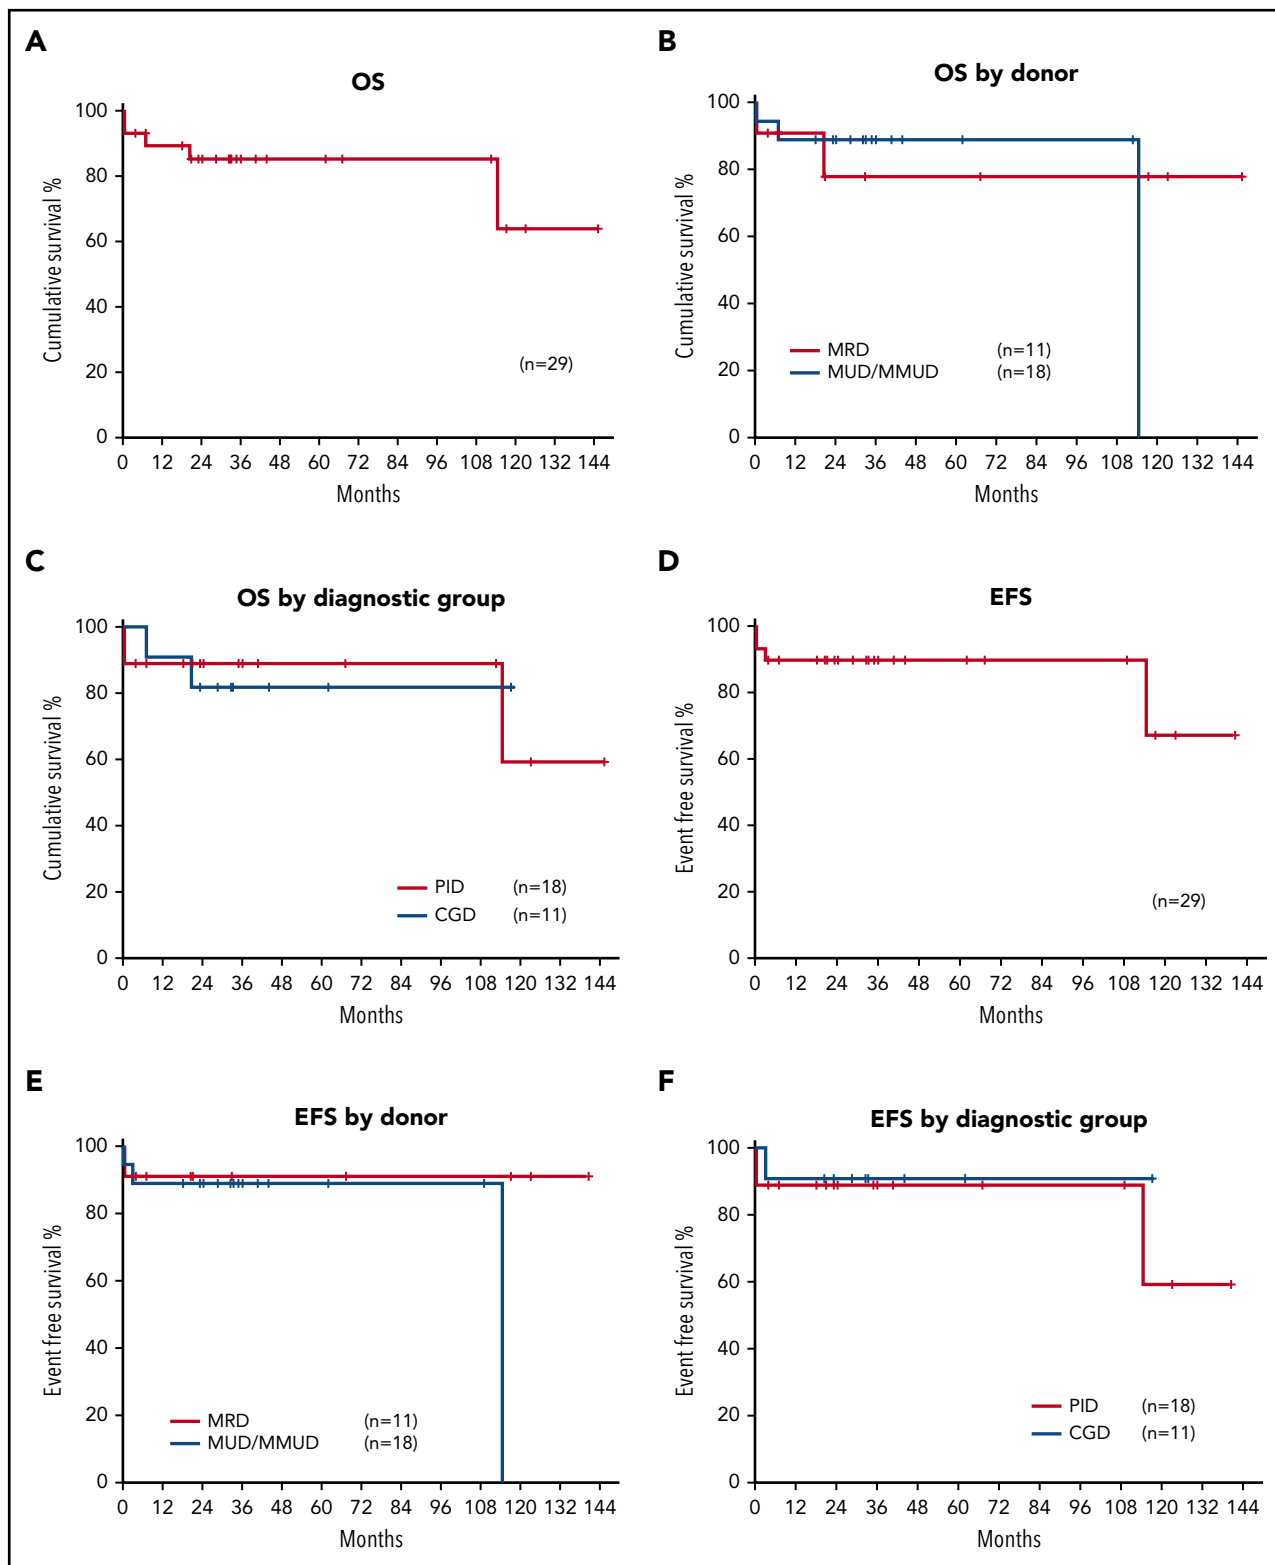 A
OS
Cumulative survival %
100
80
60
40
20
0
(n=29)
0 12 24 36 48 60 72 84 96 108 120 132 144
Months
B
OS by donor
Cumulative survival %
100
80
60
40
20
0
MRD (n=11)
MUD/MMUD (n=18)
0 12 24 36 48 60 72 84 96 108 120 132 144
Months
C
OS by diagnostic group
Cumulative survival %
100
80
60
40
20
0
PID (n=18)
CGD (n=11)
0 12 24 36 48 60 72 84 96 108 120 132 144
Months
D
EFS
Event free survival %
100
80
60
40
20
0
(n=29)
0 12 24 36 48 60 72 84 96 108 120 132 144
Months
E
EFS by donor
Event free survival %
100
80
60
40
20
0
MRD (n=11)
MUD/MMUD (n=18)
0 12 24 36 48 60 72 84 96 108 120 132 144
Months
F
EFS by diagnostic group
Event free survival %
100
80
60
40
20
0
PID (n=18)
CGD (n=11)
0 12 24 36 48 60 72 84 96 108 120 132 144
Months